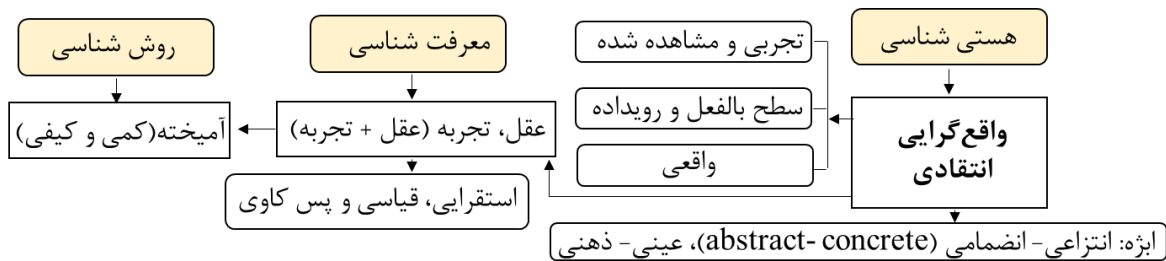 هستی شناسی
معرفت شناسی
روش شناسی
تجربی و مشاهده شده
سطح بالفعل و رویداده
واقعی
واقع‌گرایی
انتقادی
عقل، تجربه (عقل + تجربه)
آمیخته(کمی و کیفی)
استقرایی، قیاسی و پس کاوی
ابژه: انتزاعی- انضمامی (abstract- concrete)، عینی- ذهنی